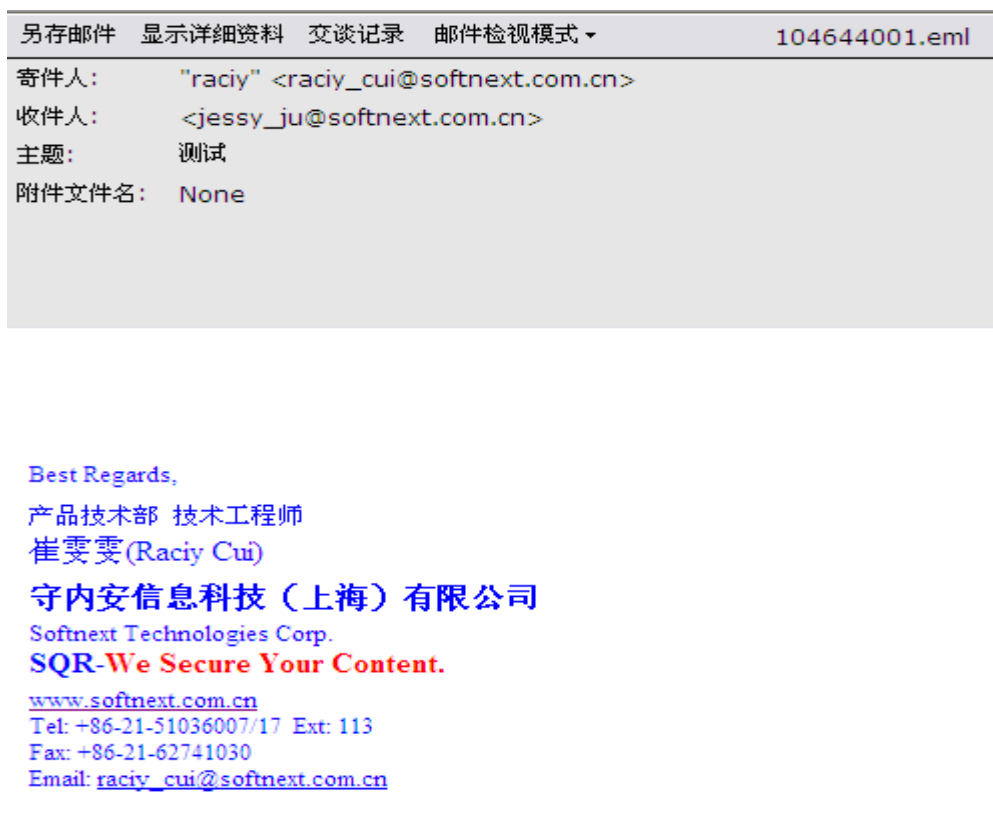 另存邮件 显示详细资料 交谈记录 邮件检视模式 104644001.eml
寄件人: "raciy" <raciy_cui@softnext.com.cn>
收件人: <jessy_ju@softnext.com.cn>
主题: 测试
附件文件名: None
Best Regards,
产品技术部 技术工程师
崔雯雯(Raciy Cui)
守内安信息科技（上海）有限公司
Softnext Technologies Corp.
SQR-We Secure Your Content.
www.softnext.com.cn
Tel: +86-21-51036007/17 Ext: 113
Fax: +86-21-62741030
Email: raciy_cui@softnext.com.cn